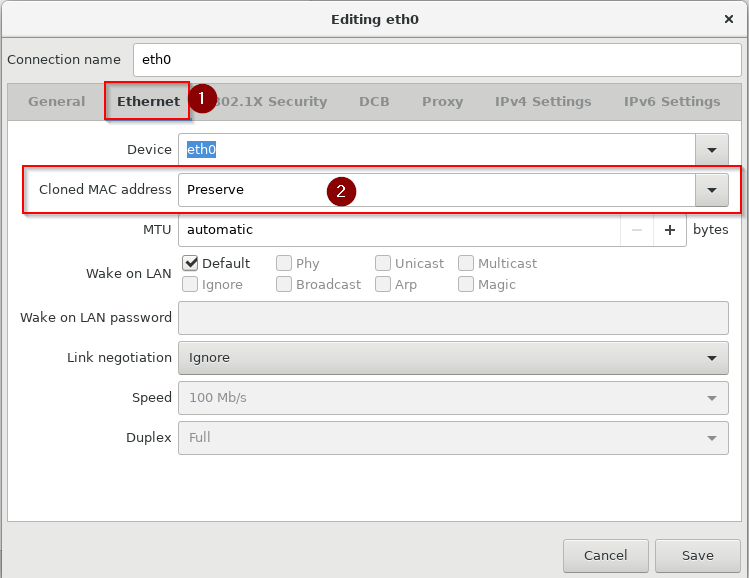 Editing eth0 ×
Connection name eth0
General Ethernet 1 802.1X Security DCB Proxy IPv4 Settings IPv6 Settings
Device eth0
Cloned MAC address Preserve 2
MTU automatic − + bytes
Wake on LAN Default Phy Unicast Multicast
Ignore Broadcast Arp Magic
Wake on LAN password
Link negotiation Ignore
Speed 100 Mb/s
Duplex Full
Cancel Save